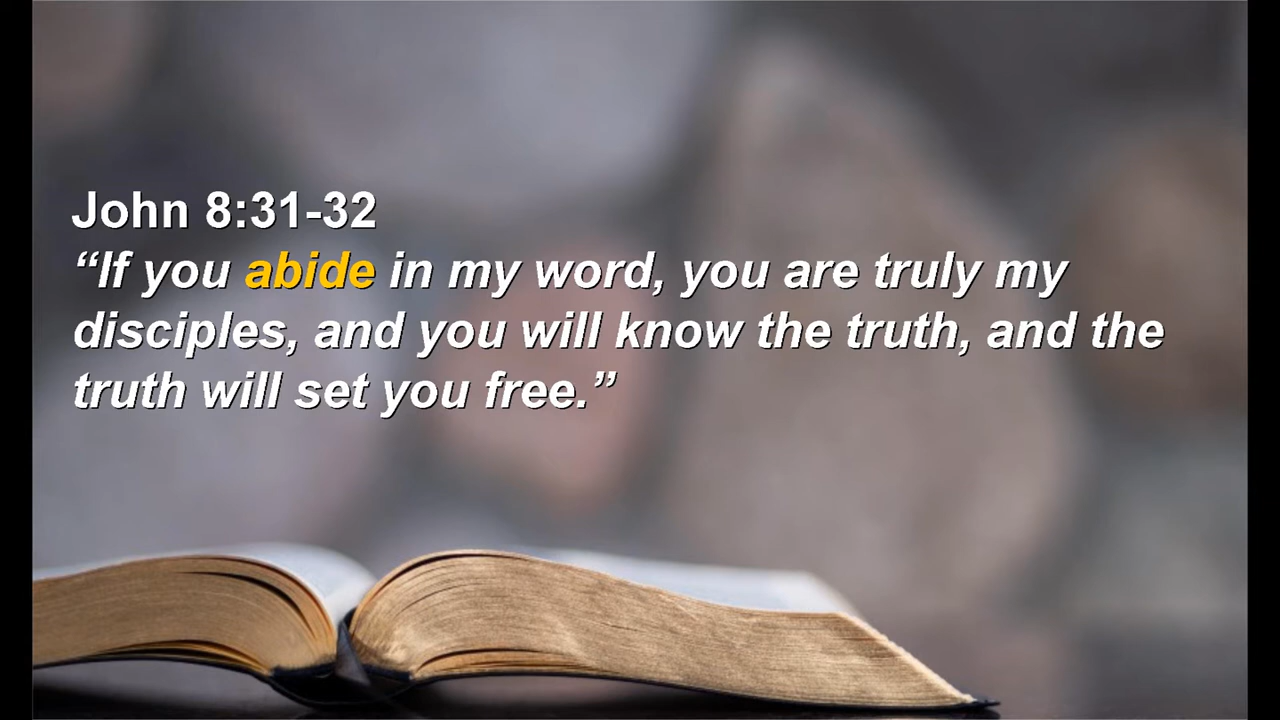 John 8:31-32
“If you abide in my word, you are truly my
disciples, and you will know the truth, and the
truth will set you free.”